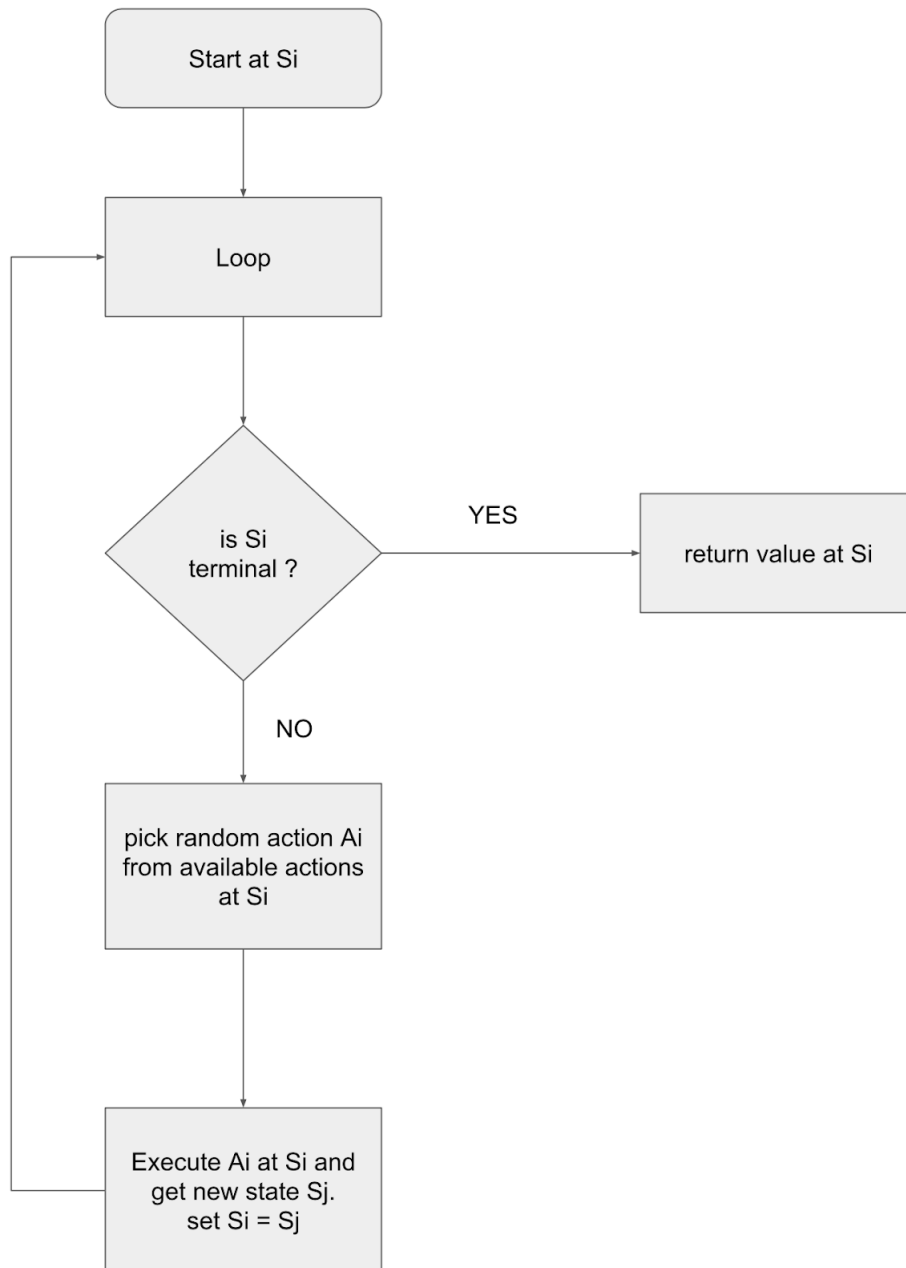 Start at Si
Loop
is Si
terminal ?
YES
return value at Si
NO
pick random action Ai
from available actions
at Si
Execute Ai at Si and
get new state Sj.
set Si = Sj